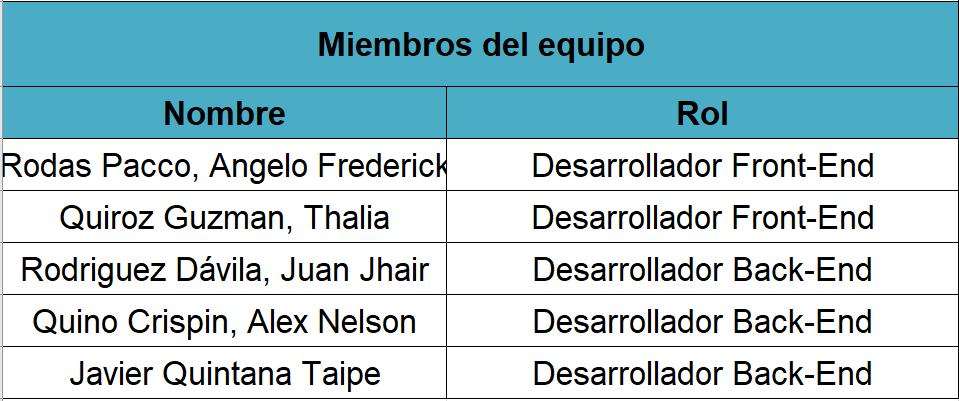 Miembros del equipo
Nombre Rol
Rodas Pacco, Angelo Frederick Desarrollador Front-End
Quiroz Guzman, Thalia Desarrollador Front-End
Rodriguez Dávila, Juan Jhair Desarrollador Back-End
Quino Crispin, Alex Nelson Desarrollador Back-End
Javier Quintana Taipe Desarrollador Back-End